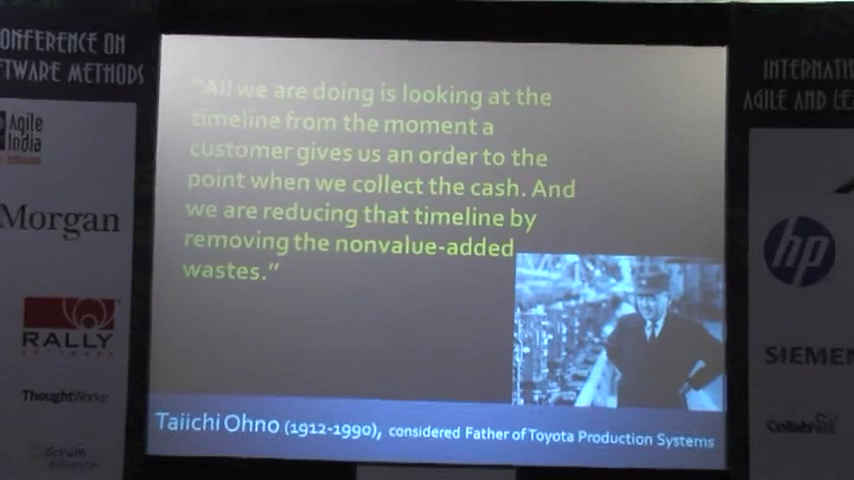 ONFERENCE ON
FTWARE METHODS
Agile
India
Morgan
RALLY
SOFTWARE
ThoughtWorks
Scrum
"All we are doing is looking at the
timeline from the moment a
customer gives us an order to the
point when we collect the cash. And
we are reducing that timeline by
removing the nonvalue-added
wastes."
Taiichi Ohno (1912-1990), considered Father of Toyota Production Systems
INTERNATI
AGILE AND LE
hp
SIEMEN
CollabNet